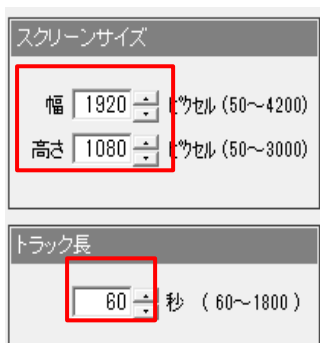 スクリーンサイズ
幅 1920 ピクセル (50～4200)
高さ 1080 ピクセル (50～3000)
トラック長
60 秒 ( 60～1800 )